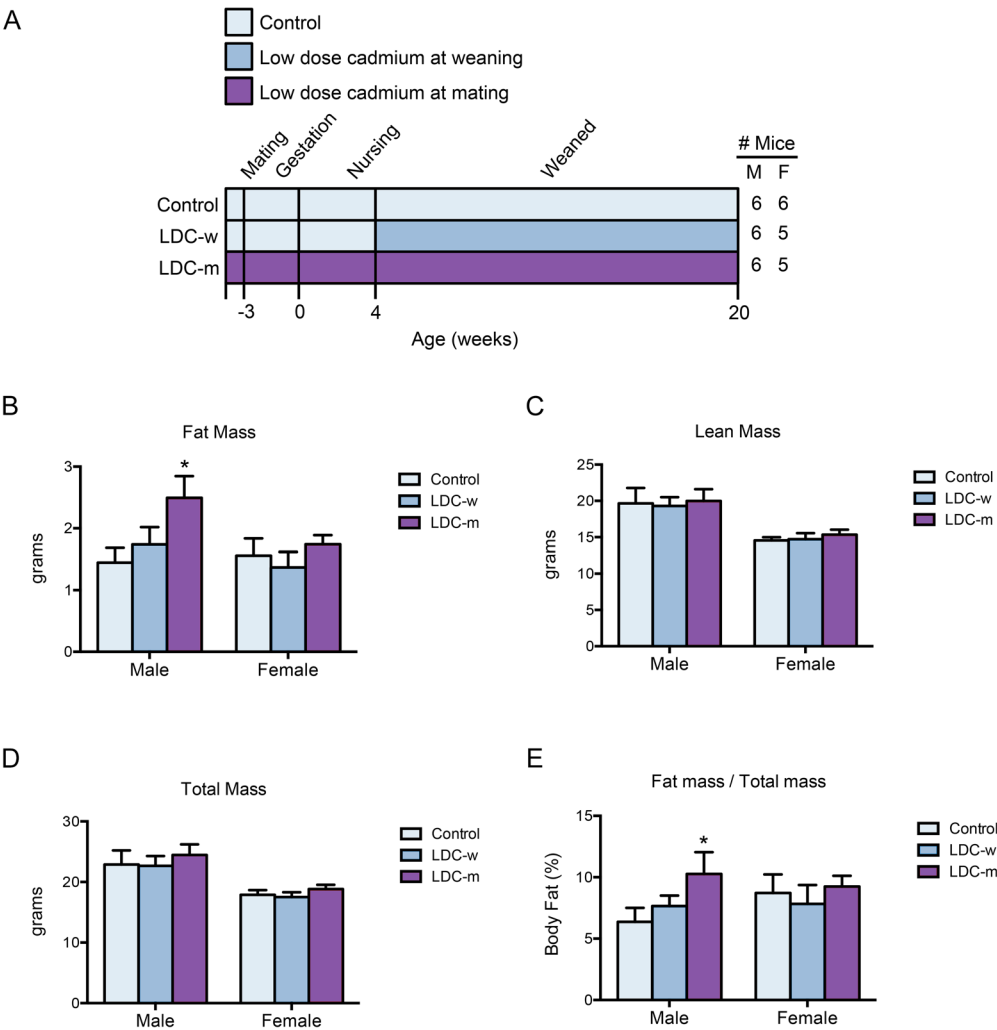 A
Control
Low dose cadmium at weaning
Low dose cadmium at mating
Mating
Gestation
Nursing
Weaned
# Mice
M F
Control 6 6
LDC-w 6 5
LDC-m 6 5
-3 0 4 20
Age (weeks)
B
Fat Mass
*
3
2
1
0
grams
Male Female
Control
LDC-w
LDC-m
C
Lean Mass
25
20
15
10
5
0
grams
Male Female
Control
LDC-w
LDC-m
D
Total Mass
30
20
10
0
grams
Male Female
Control
LDC-w
LDC-m
E
Fat mass / Total mass
*
15
10
5
0
Body Fat (%)
Male Female
Control
LDC-w
LDC-m